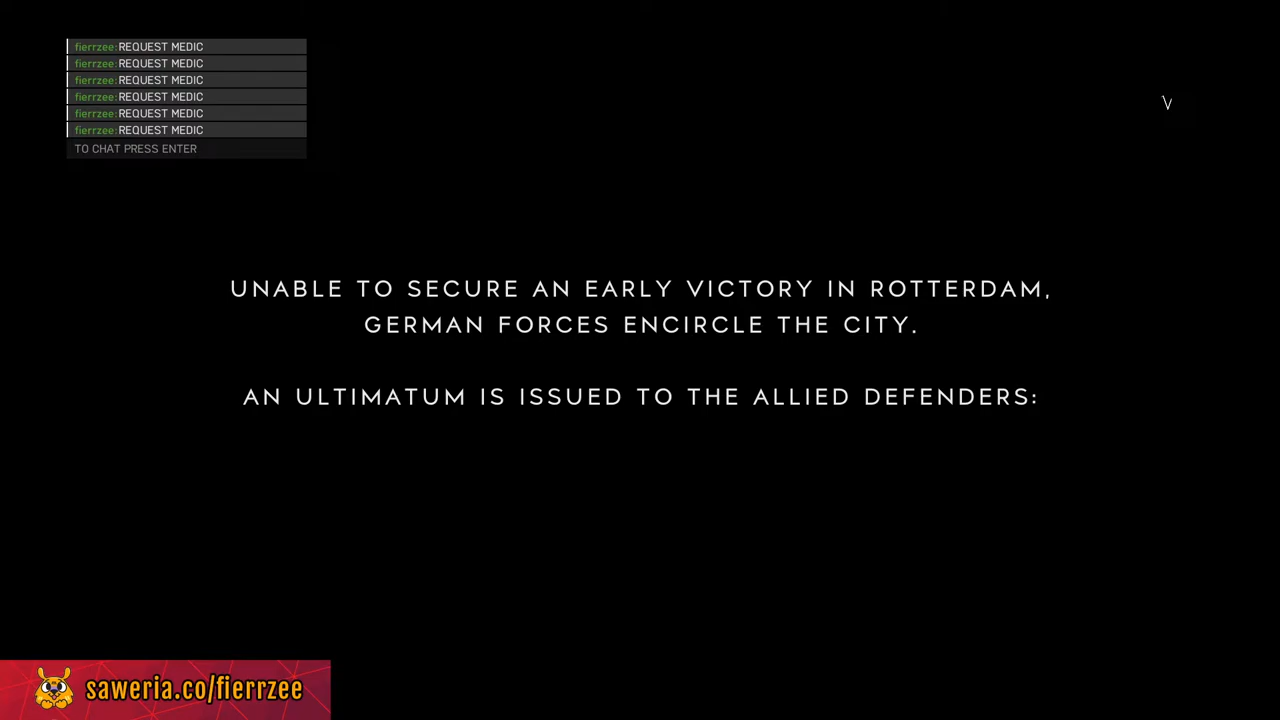 fierrzee:REQUEST MEDIC
fierrzee:REQUEST MEDIC
fierrzee:REQUEST MEDIC
fierrzee:REQUEST MEDIC
fierrzee:REQUEST MEDIC
fierrzee:REQUEST MEDIC
TO CHAT PRESS ENTER
V
UNABLE TO SECURE AN EARLY VICTORY IN ROTTERDAM,
GERMAN FORCES ENCIRCLE THE CITY.
AN ULTIMATUM IS ISSUED TO THE ALLIED DEFENDERS:
saweria.co/fierrzee